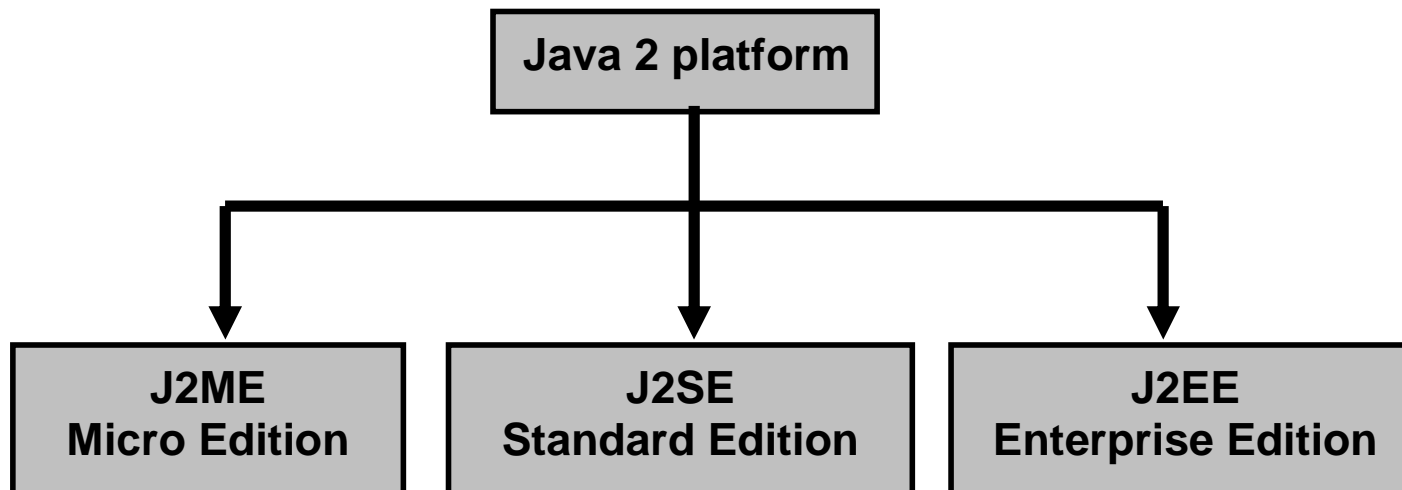 Java 2 platform
J2ME
Micro Edition
J2SE
Standard Edition
J2EE
Enterprise Edition